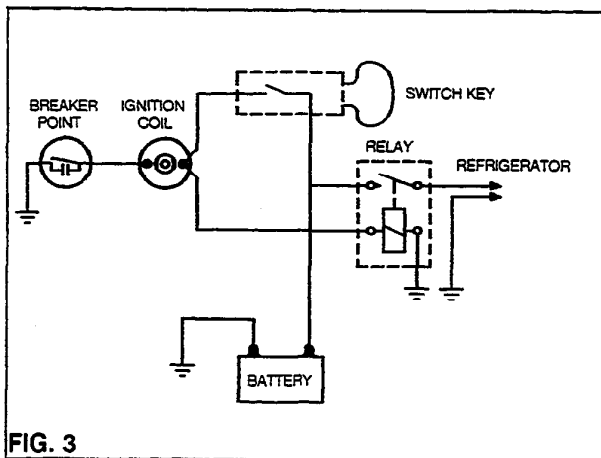 BREAKER
POINT
IGNITION
COIL
SWITCH KEY
RELAY
REFRIGERATOR
BATTERY
FIG. 3